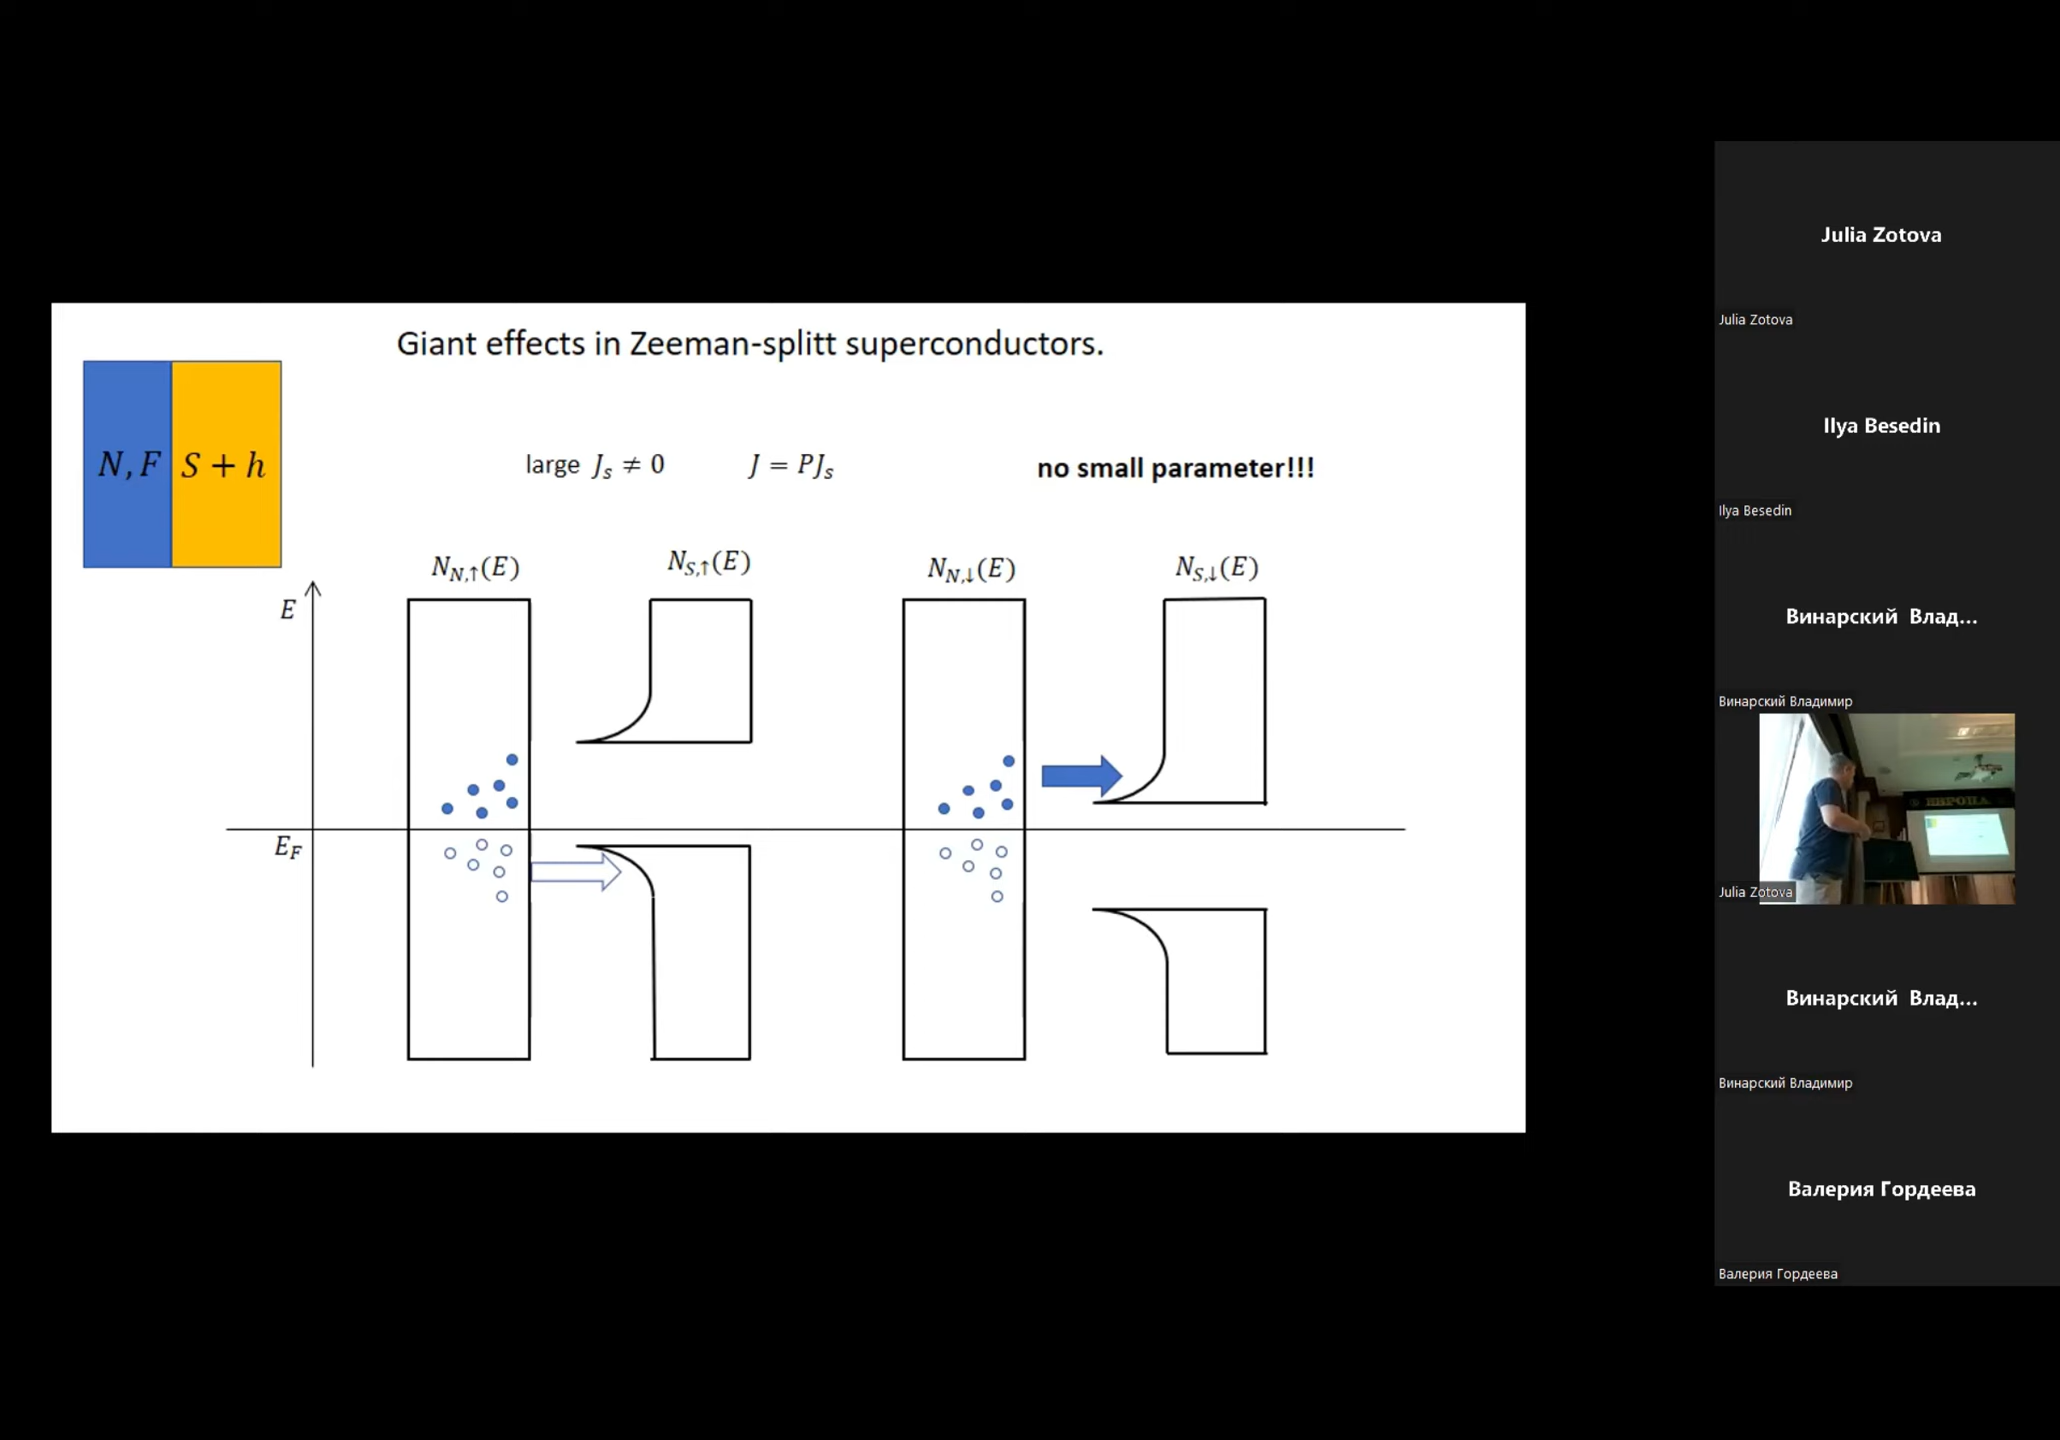 Giant effects in Zeeman-splitt superconductors.
N, F S + h
large J_s ≠ 0 J = PJ_s no small parameter!!!
N_{N,↑}(E) N_{S,↑}(E) N_{N,↓}(E) N_{S,↓}(E)
E
E_F
Julia Zotova
Julia Zotova
Ilya Besedin
Ilya Besedin
Винарский Влад...
Винарский Владимир
ЕВРОПА
Julia Zotova
Винарский Влад...
Винарский Владимир
Валерия Гордеева
Валерия Гордеева